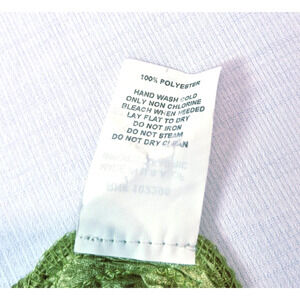 100% POLYESTER
HAND WASH COLD
ONLY NON CHLORINE
BLEACH WHEN NEEDED
LAY FLAT TO DRY
DO NOT IRON
DO NOT STEAM
DO NOT DRY CLEAN